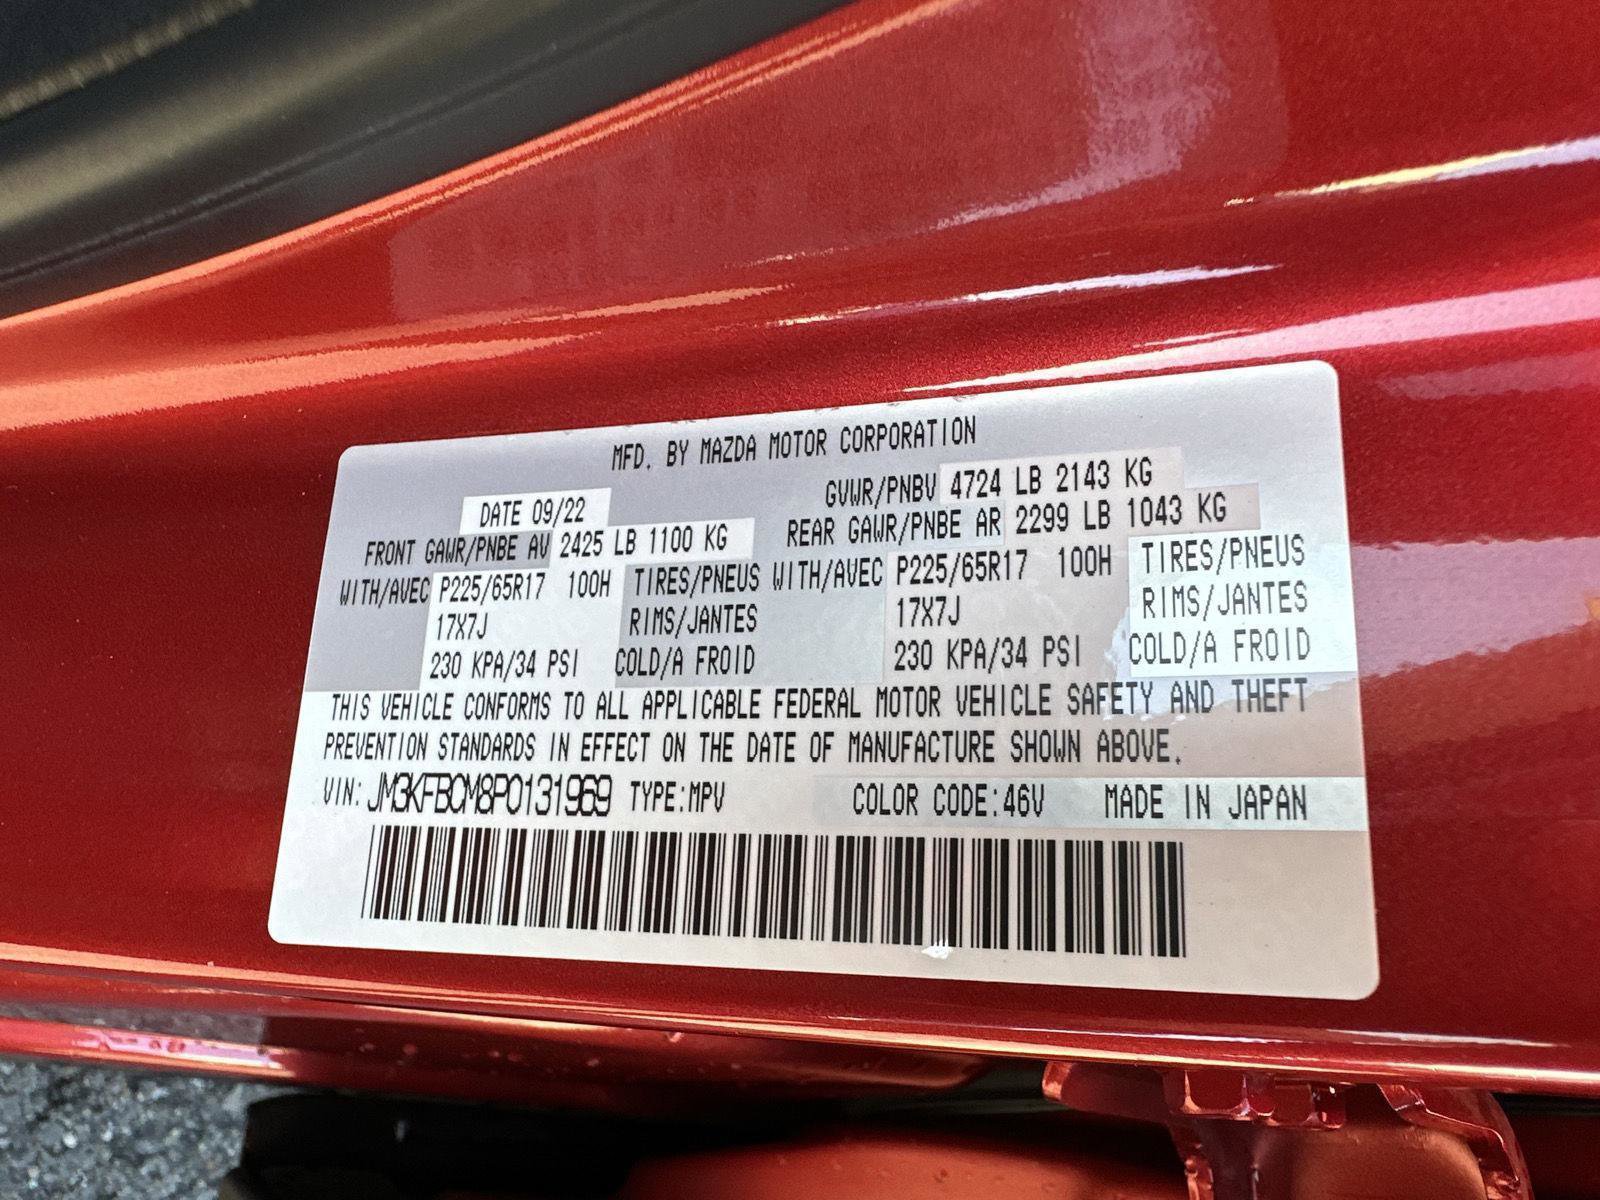 MFD. BY MAZDA MOTOR CORPORATION
DATE 09/22 GVWR/PNBV 4724 LB 2143 KG
FRONT GAWR/PNBE AV 2425 LB 1100 KG REAR GAWR/PNBE AR 2299 LB 1043 KG
WITH/AVEC P225/65R17 100H TIRES/PNEUS WITH/AVEC P225/65R17 100H TIRES/PNEUS
17X7J RIMS/JANTES 17X7J RIMS/JANTES
230 KPA/34 PSI COLD/A FROID 230 KPA/34 PSI COLD/A FROID
THIS VEHICLE CONFORMS TO ALL APPLICABLE FEDERAL MOTOR VEHICLE SAFETY AND THEFT
PREVENTION STANDARDS IN EFFECT ON THE DATE OF MANUFACTURE SHOWN ABOVE.
VIN: JM3KFBCM8P0131969 TYPE:MPV COLOR CODE:46V MADE IN JAPAN